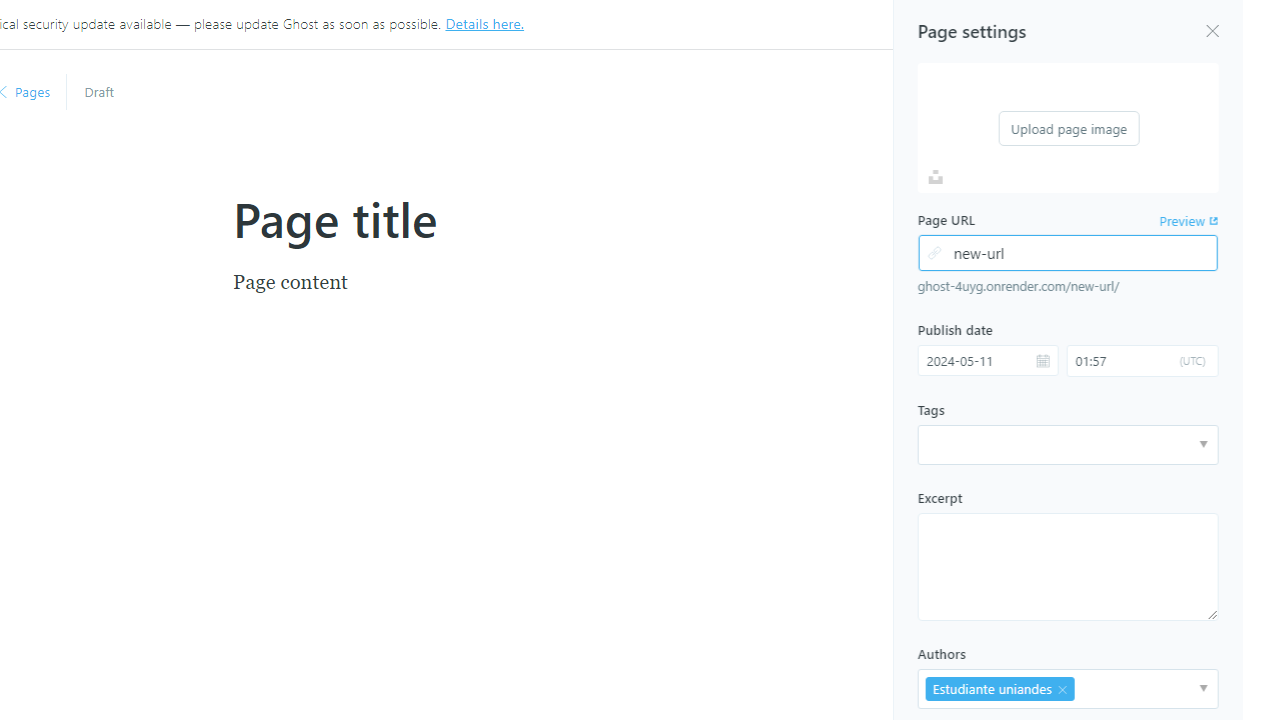 ical security update available — please update Ghost as soon as possible. Details here.
Pages
Draft
Page title
Page content
Page settings
Upload page image
Page URL
Preview
new-url
ghost-4uyg.onrender.com/new-url/
Publish date
2024-05-11
01:57
(UTC)
Tags
Excerpt
Authors
Estudiante uniandes